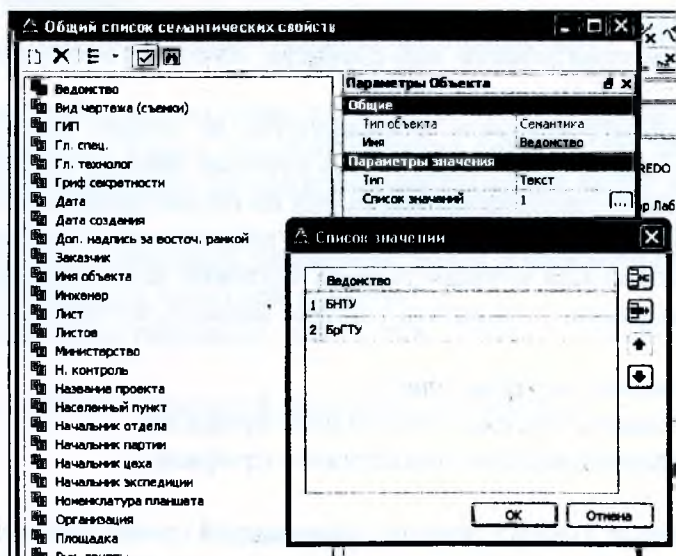 Общий список семантических свойств
Ведомство
Вид чертежа (съемки)
ГИП
Гл. спец.
Гл. технолог
Гриф секретности
Дата
Дата создания
Доп. надпись за восточ. рамкой
Заказчик
Имя объекта
Инженер
Лист
Листов
Министерство
Н. контроль
Название проекта
Населенный пункт
Начальник отдела
Начальник партии
Начальник цеха
Начальник экспедиции
Номенклатура планшета
Организация
Площадка
Параметры Объекта
Общие
Тип объекта Семантика
Имя Ведомство
Параметры значения
Тип Текст
Список значений 1 ...
REDO
ор Лаб
Список значений
Ведомство
1 БНТУ
2 БрГТУ
OK Отмена